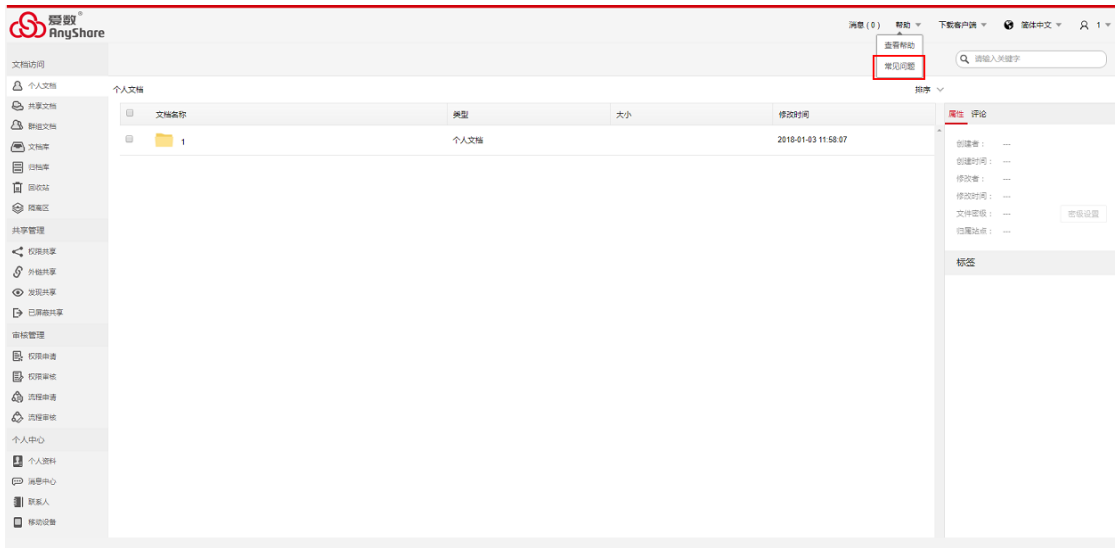 爱数®
AnyShare
消息(0) 帮助 下载客户端 简体中文 1
查看帮助
常见问题
请输入关键字
文档访问
个人文档
共享文档
群组文档
文档库
归档库
回收站
隔离区
共享管理
权限共享
外链共享
发现共享
已屏蔽共享
审核管理
权限申请
权限审核
流程申请
流程审核
个人中心
个人资料
消息中心
联系人
移动设备
个人文档 排序
文档名称 类型 大小 修改时间
1 个人文档 2018-01-03 11:58:07
属性 评论
创建者: ---
创建时间: ---
修改者: ---
修改时间: ---
文件密级: --- 密级设置
归属站点: ---
标签